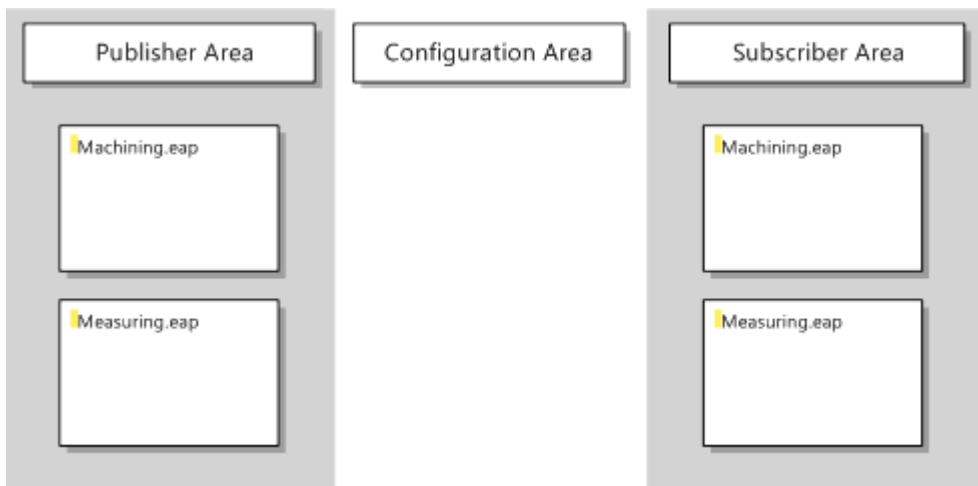 Publisher Area
Configuration Area
Subscriber Area
Machining.eap
Machining.eap
Measuring.eap
Measuring.eap